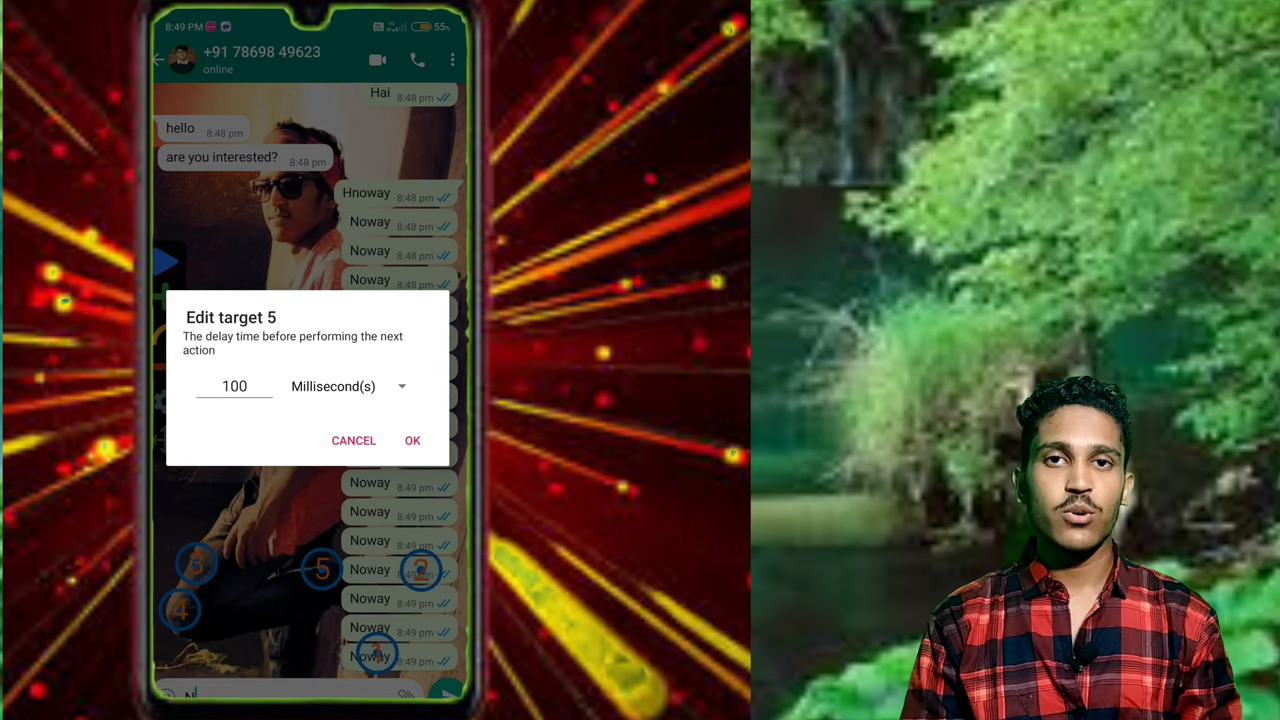 8:49 PM 55%
+91 78698 49623
online
Hai 8:48 pm
hello 8:48 pm
are you interested? 8:48 pm
Hnoway 8:48 pm
Noway 8:48 pm
Noway 8:48 pm
Noway 8:48 pm
Edit target 5
The delay time before performing the next
action
100 Millisecond(s)
CANCEL OK
Noway 8:49 pm
Noway 8:49 pm
Noway 8:49 pm
Noway 8:49 pm
3 5 2
Noway 8:49 pm
4
Noway 8:49 pm
Noway 8:49 pm
1
N